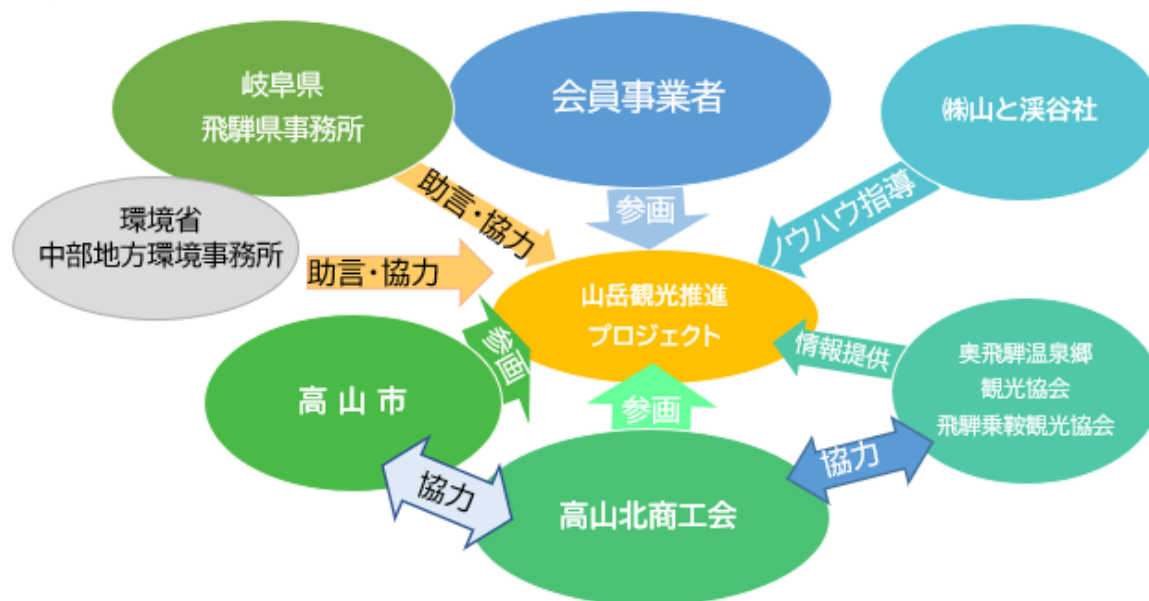 岐阜県
飛騨県事務所
会員事業者
㈱山と渓谷社
環境省
中部地方環境事務所
助言・協力
助言・協力
参画
ノウハウ指導
山岳観光推進
プロジェクト
参画
情報提供
奥飛騨温泉郷
観光協会
飛騨乗鞍観光協会
高山市
参画
協力
協力
高山北商工会